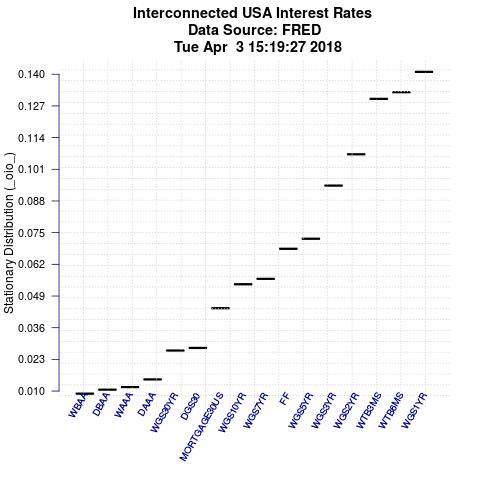 Interconnected USA Interest Rates
Data Source: FRED
Tue Apr  3 15:19:27 2018
Stationary Distribution (_oio_)
0.140
0.127
0.114
0.101
0.088
0.075
0.062
0.049
0.036
0.023
0.010
WBAA
DBAA
WAAA
DAAA
WGS30YR
DGS30
MORTGAGE30US
WGS10YR
WGS7YR
FF
WGS5YR
WGS3YR
WGS2YR
WTB3MS
WTB6MS
WGS1YR